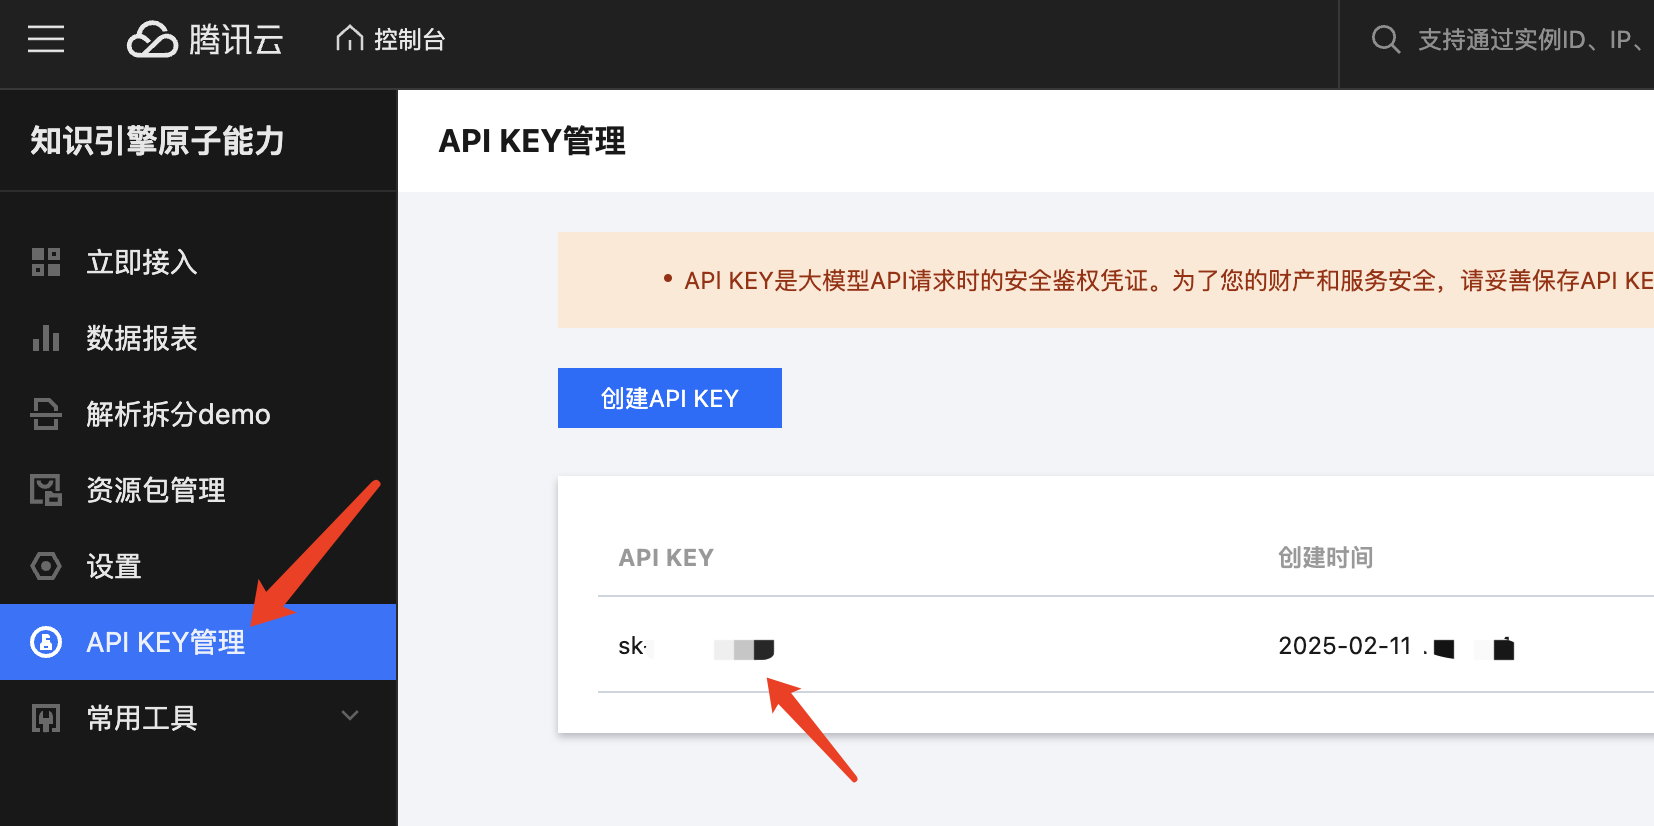 腾讯云
控制台
支持通过实例ID、IP、
知识引擎原子能力
API KEY管理
立即接入
数据报表
解析拆分demo
资源包管理
设置
API KEY管理
常用工具
• API KEY是大模型API请求时的安全鉴权凭证。为了您的财产和服务安全，请妥善保存API KE
创建API KEY
API KEY
创建时间
sk-
2025-02-11